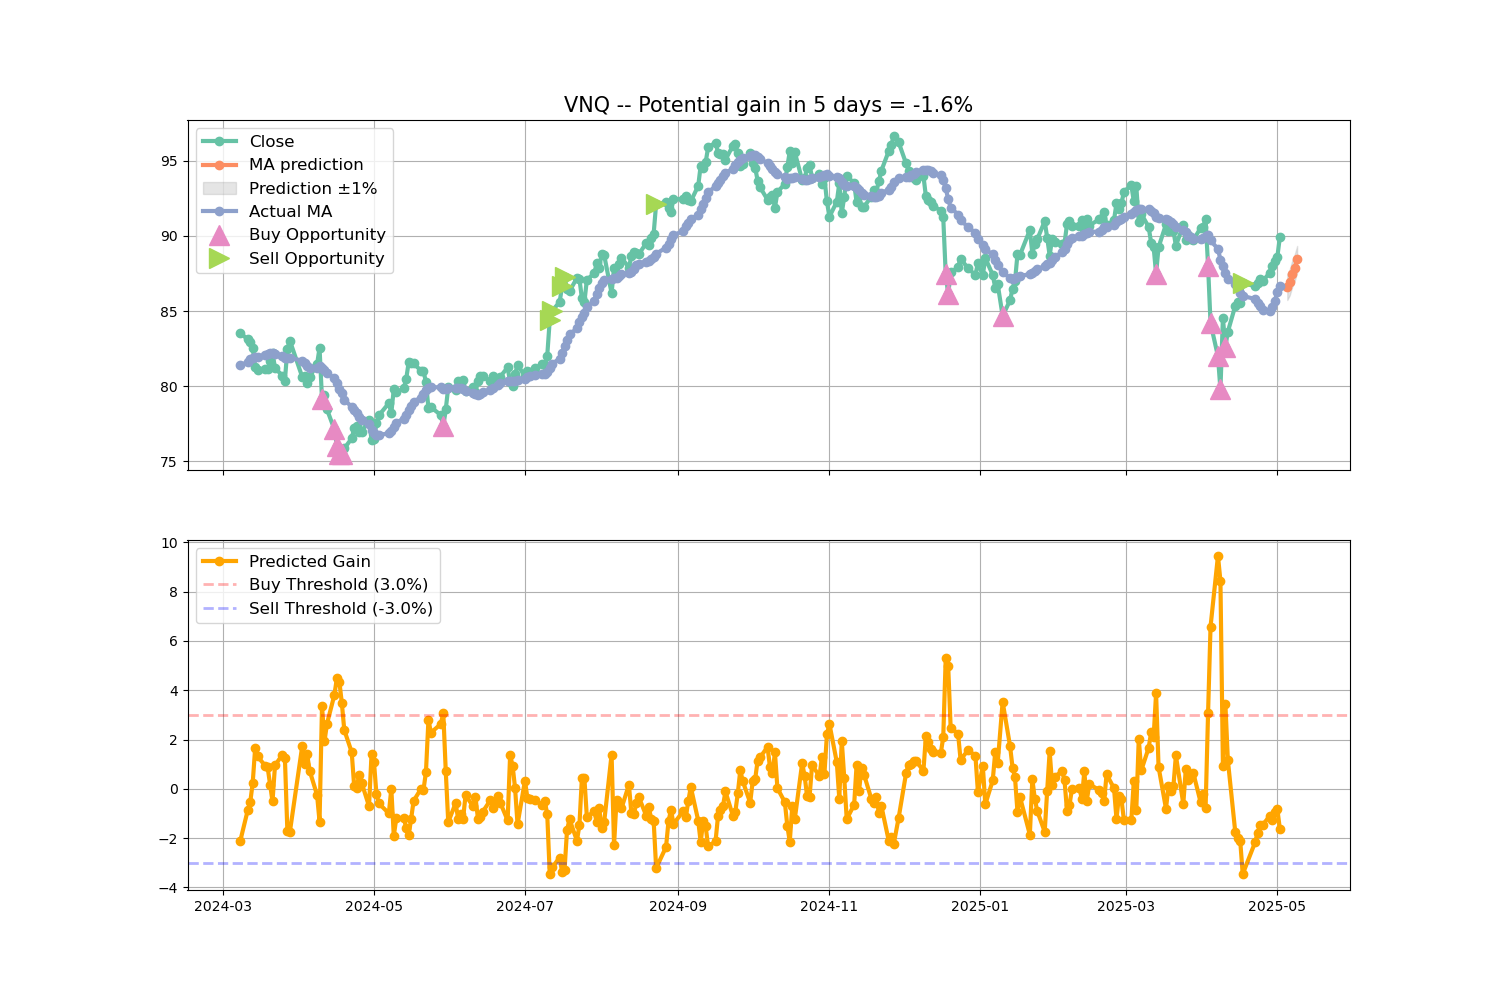 VNQ -- Potential gain in 5 days = -1.6%
Close
MA prediction
Prediction ±1%
Actual MA
Buy Opportunity
Sell Opportunity
95
90
85
80
75
Predicted Gain
Buy Threshold (3.0%)
Sell Threshold (-3.0%)
10
8
6
4
2
0
−2
−4
2024-03 2024-05 2024-07 2024-09 2024-11 2025-01 2025-03 2025-05